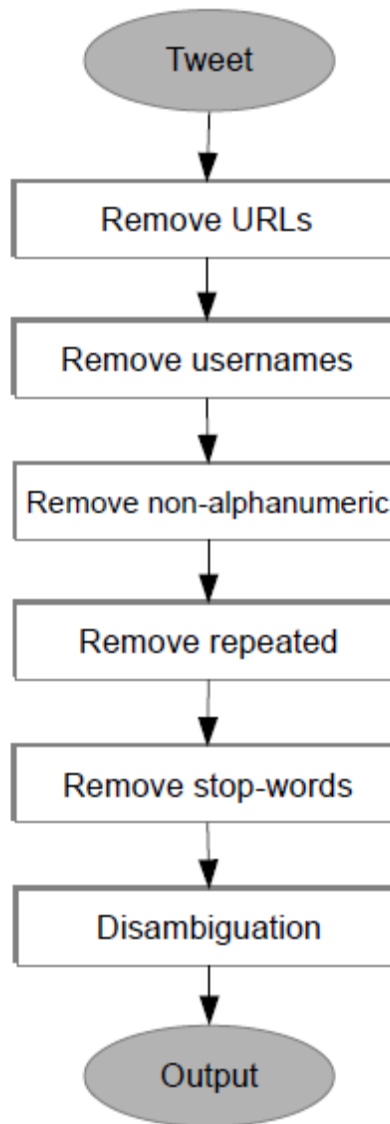 Tweet
Remove URLs
Remove usernames
Remove non-alphanumeric
Remove repeated
Remove stop-words
Disambiguation
Output